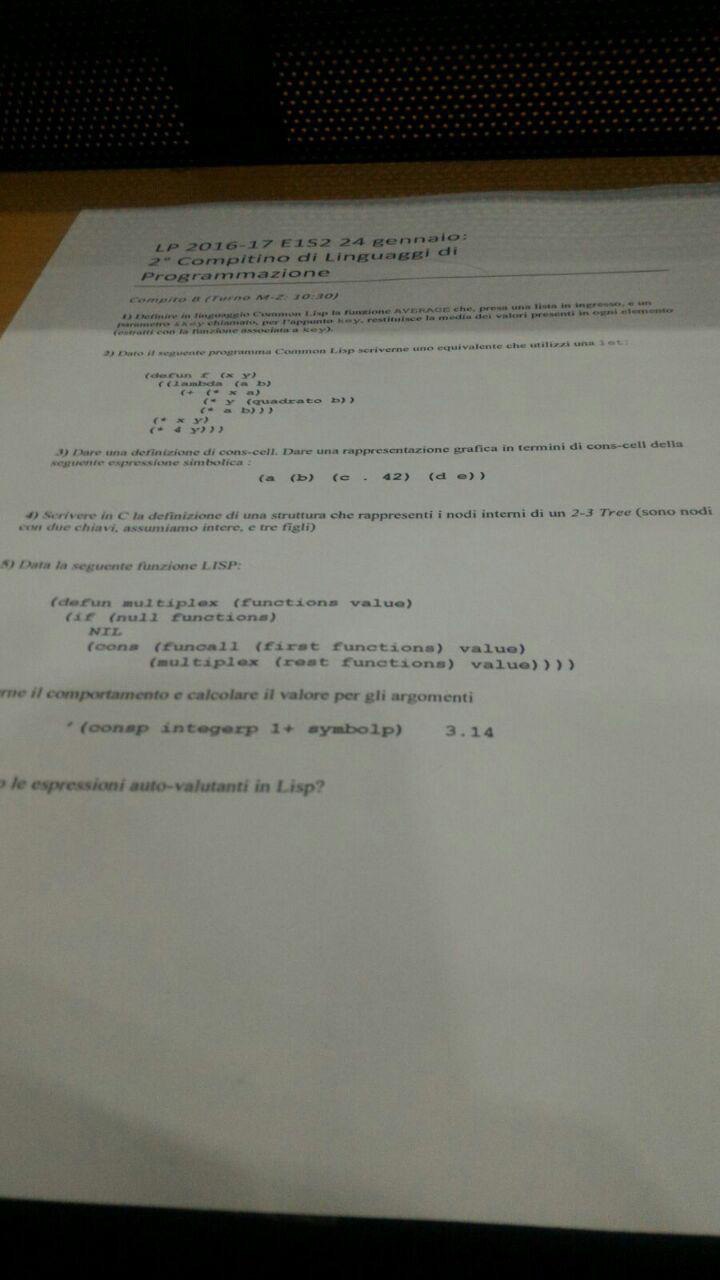 LP 2016-17 E1S2 24 gennaio:
2° Compitino di Linguaggi di
Programmazione
Compito B (Turno M-Z: 10:30)
1) Definire in linguaggio Common Lisp la funzione AVERAGE che, presa una lista in ingresso, e un
parametro &key chiamato, per l'appunto key, restituisce la media dei valori presenti in ogni elemento
(estratti con la funzione associata a key).
2) Dato il seguente programma Common Lisp scriverne uno equivalente che utilizzi una let:
(defun f (x y)
((lambda (a b)
(+ (* x a)
(* y (quadrato b))
(* a b)))
(* x y)
(* 4 y)))
3) Dare una definizione di cons-cell. Dare una rappresentazione grafica in termini di cons-cell della
seguente espressione simbolica :
(a (b) (c . 42) (d e))
4) Scrivere in C la definizione di una struttura che rappresenti i nodi interni di un 2-3 Tree (sono nodi
con due chiavi, assumiamo intere, e tre figli)
5) Data la seguente funzione LISP:
(defun multiplex (functions value)
(if (null functions)
NIL
(cons (funcall (first functions) value)
(multiplex (rest functions) value))))
rne il comportamento e calcolare il valore per gli argomenti
'(consp integerp 1+ symbolp) 3.14
o le espressioni auto-valutanti in Lisp?